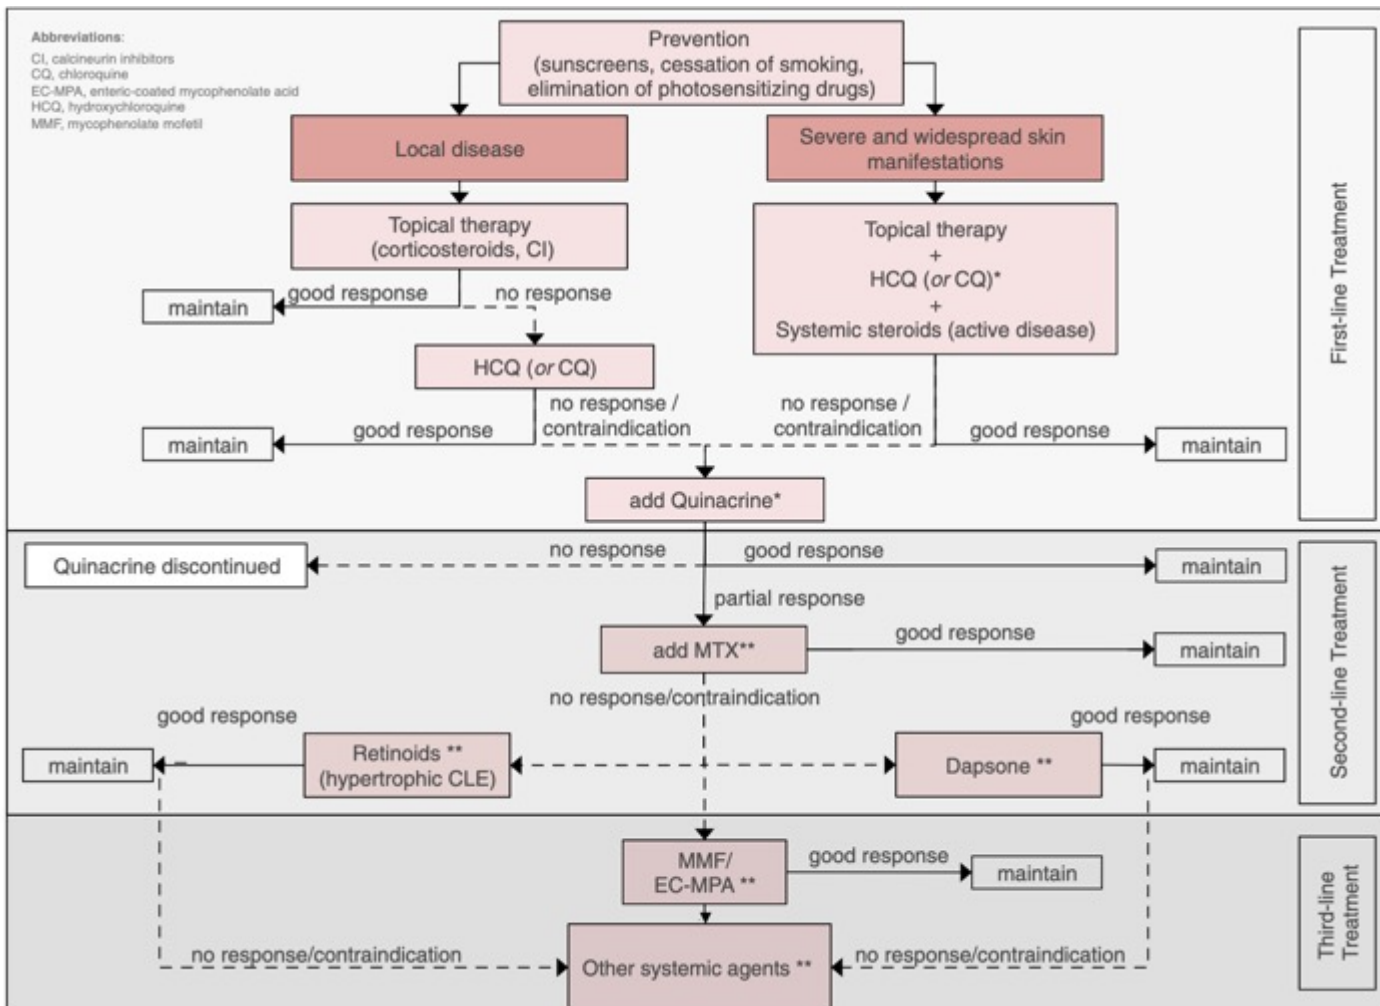 Abbreviations:
CI, calcineurin inhibitors
CQ, chloroquine
EC-MPA, enteric-coated mycophenolate acid
HCQ, hydroxychloroquine
MMF, mycophenolate mofetil
Prevention
(sunscreens, cessation of smoking,
elimination of photosensitizing drugs)
Local disease
Severe and widespread skin
manifestations
Topical therapy
(corticosteroids, CI)
Topical therapy
+
HCQ (or CQ)*
+
Systemic steroids (active disease)
good response
no response
maintain
HCQ (or CQ)
no response /
contraindication
no response /
contraindication
good response
good response
maintain
maintain
add Quinacrine*
First-line Treatment
no response
good response
Quinacrine discontinued
maintain
partial response
add MTX**
good response
maintain
no response/contraindication
good response
good response
maintain
Retinoids **
(hypertrophic CLE)
Dapsone **
maintain
Second-line Treatment
MMF/
EC-MPA **
good response
maintain
no response/contraindication
no response/contraindication
Other systemic agents **
Third-line
Treatment